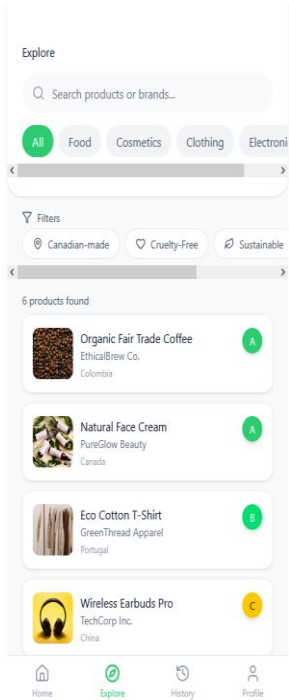 Explore
Search products or brands...
All Food Cosmetics Clothing Electroni
Filters
Canadian-made Cruelty-Free Sustainable
6 products found
Organic Fair Trade Coffee
A
EthicalBrew Co.
Colombia
Natural Face Cream
A
PureGlow Beauty
Canada
Eco Cotton T-Shirt
B
GreenThread Apparel
Portugal
Wireless Earbuds Pro
C
TechCorp Inc.
China
Home Explore History Profile